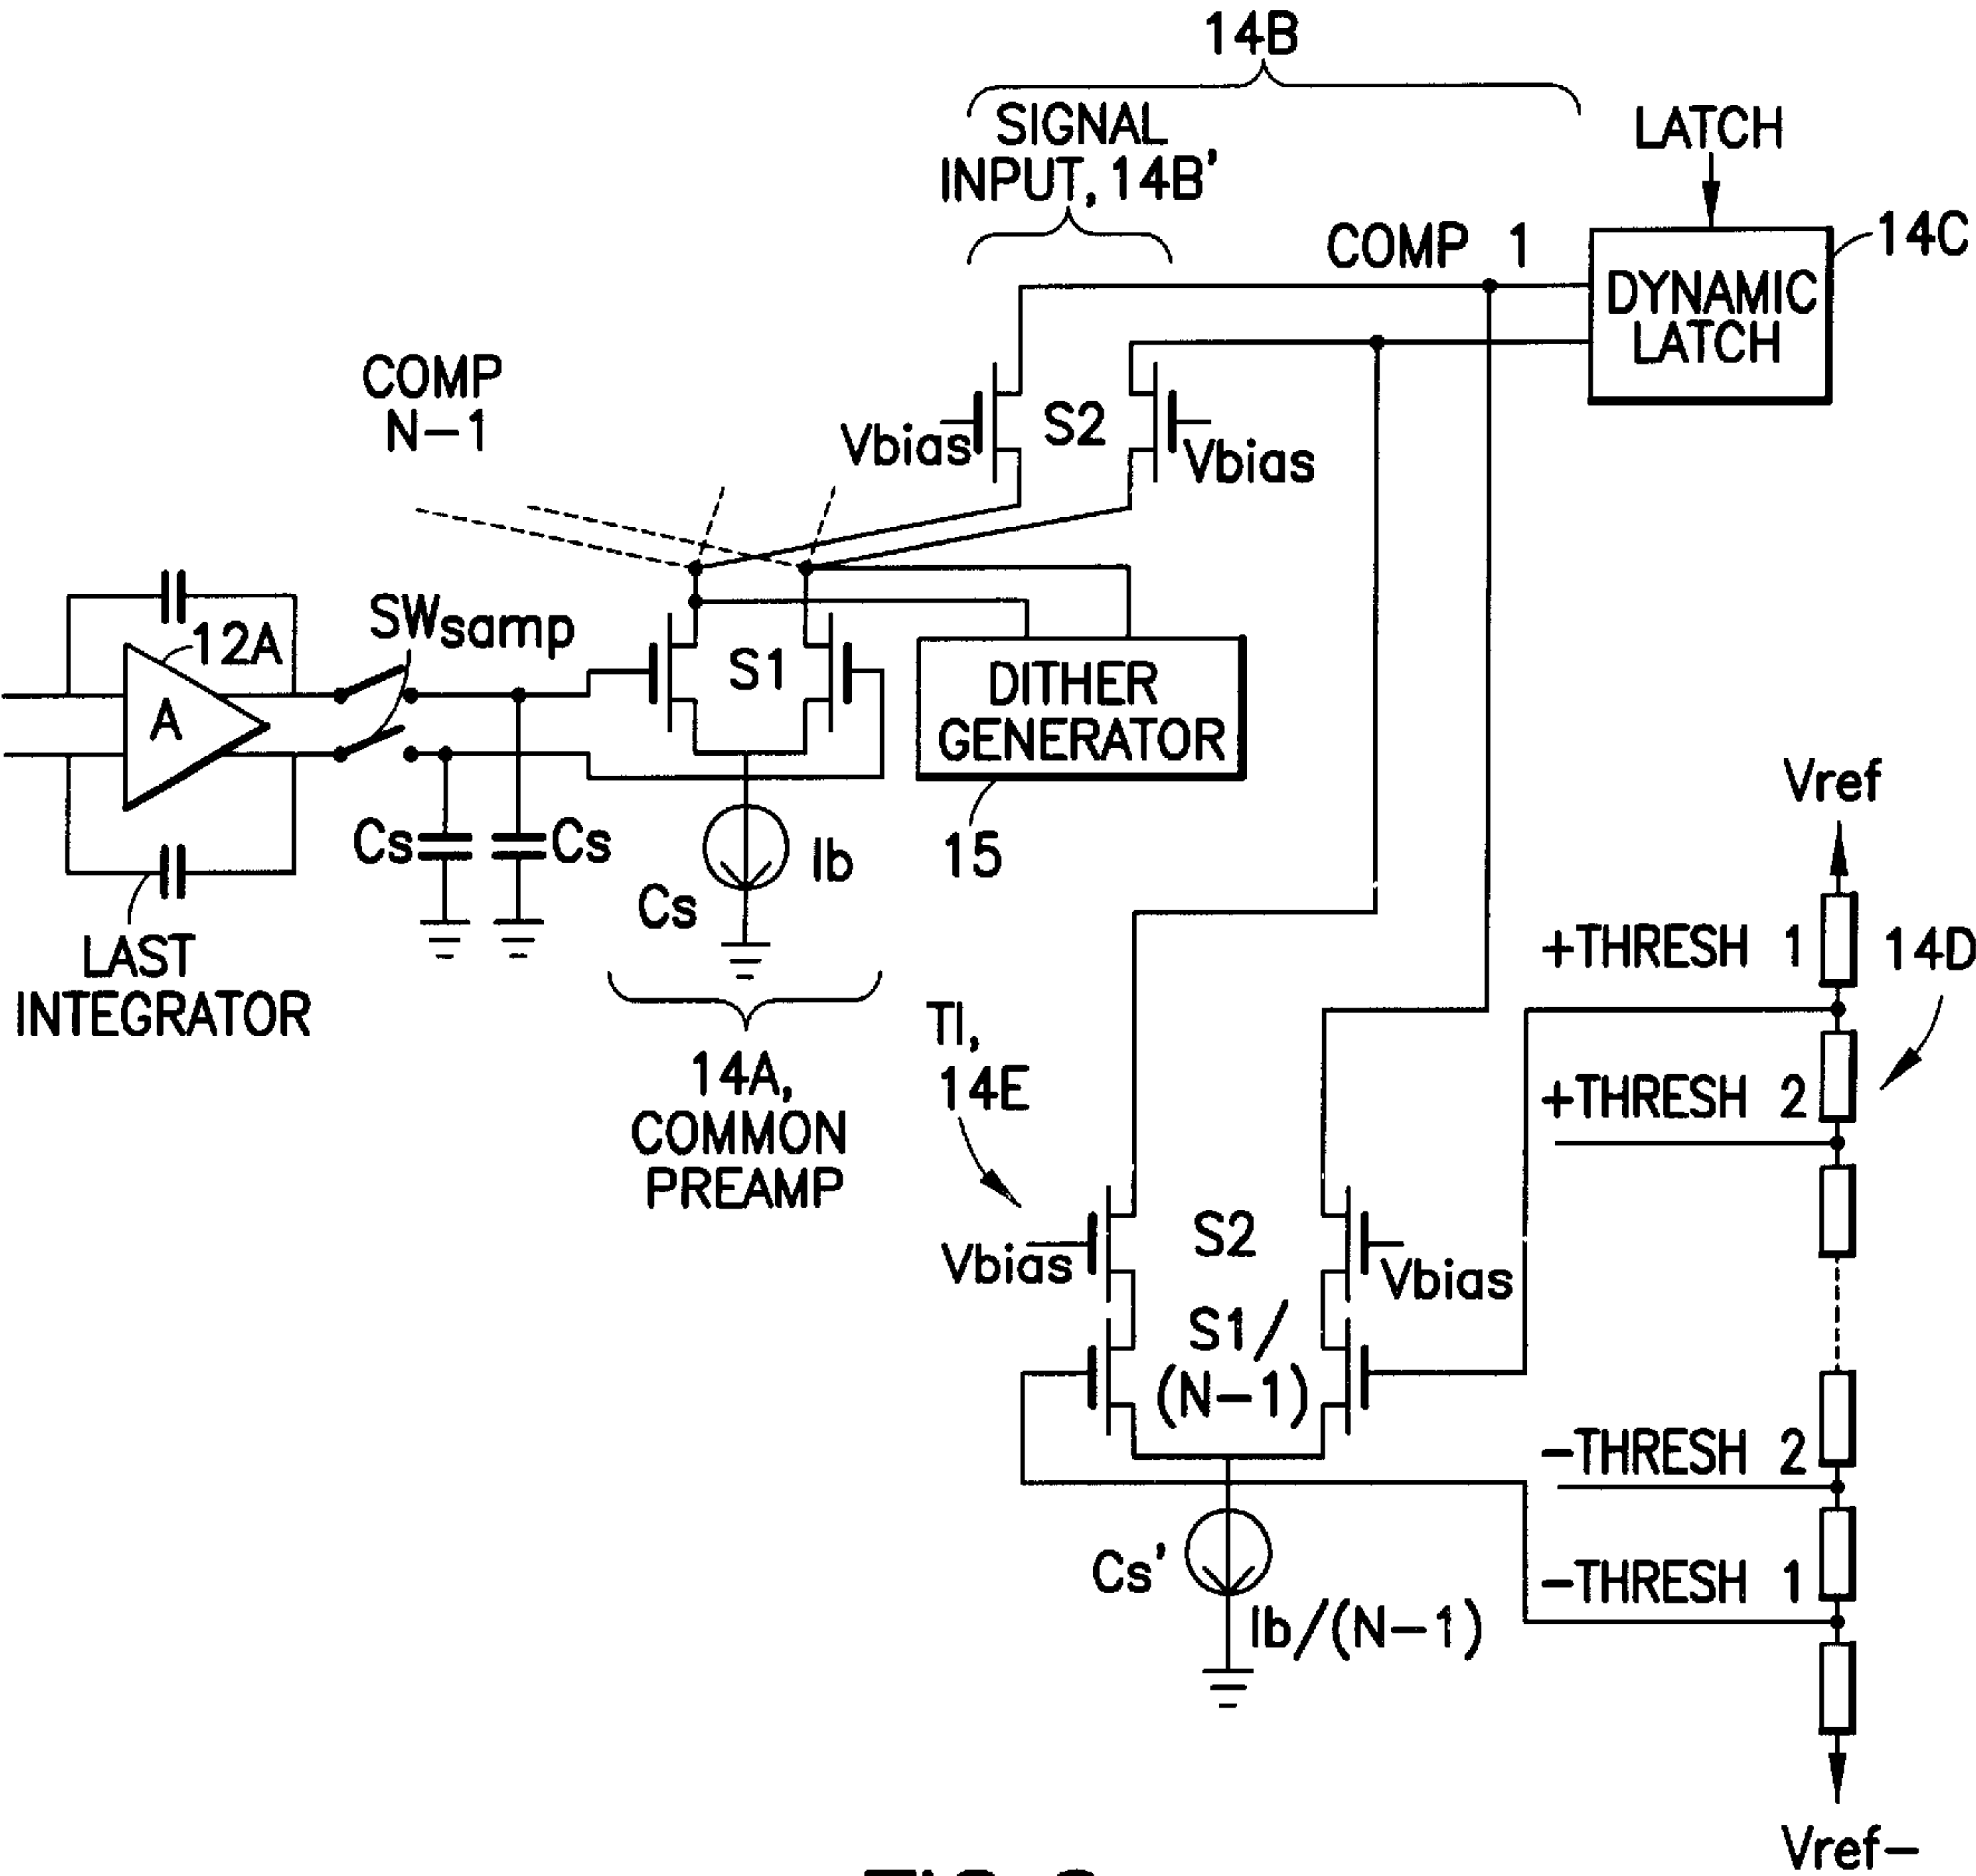 14B
SIGNAL
INPUT, 14B'
LATCH
COMP 1
14C
DYNAMIC
LATCH
COMP
N-1
Vbias
S2
Vbias
SWsamp
12A
A
S1
DITHER
GENERATOR
15
Cs
Cs
Ib
Cs
LAST
INTEGRATOR
14A,
COMMON
PREAMP
Vref
+THRESH 1
14D
+THRESH 2
TI,
14E
Vbias
S2
Vbias
S1/
(N-1)
-THRESH 2
-THRESH 1
Cs'
Ib/(N-1)
Vref-